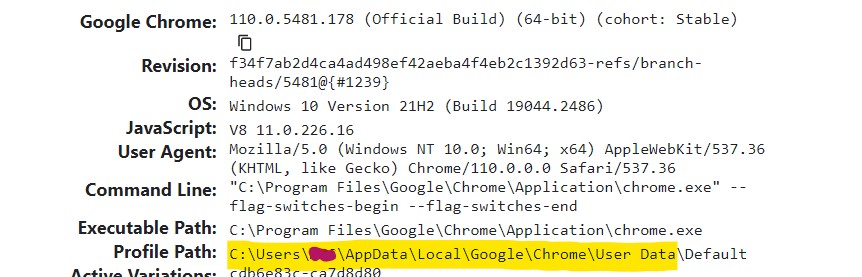 Google Chrome: 110.0.5481.178 (Official Build) (64-bit) (cohort: Stable)
Revision: f34f7ab2d4ca4ad498ef42aeba4f4eb2c1392d63-refs/branch-
heads/5481@{#1239}
OS: Windows 10 Version 21H2 (Build 19044.2486)
JavaScript: V8 11.0.226.16
User Agent: Mozilla/5.0 (Windows NT 10.0; Win64; x64) AppleWebKit/537.36
(KHTML, like Gecko) Chrome/110.0.0.0 Safari/537.36
Command Line: "C:\Program Files\Google\Chrome\Application\chrome.exe" --
flag-switches-begin --flag-switches-end
Executable Path: C:\Program Files\Google\Chrome\Application\chrome.exe
Profile Path: C:\Users\ \AppData\Local\Google\Chrome\User Data\Default
Active Variations: cdb6e83c-ca7d8d80